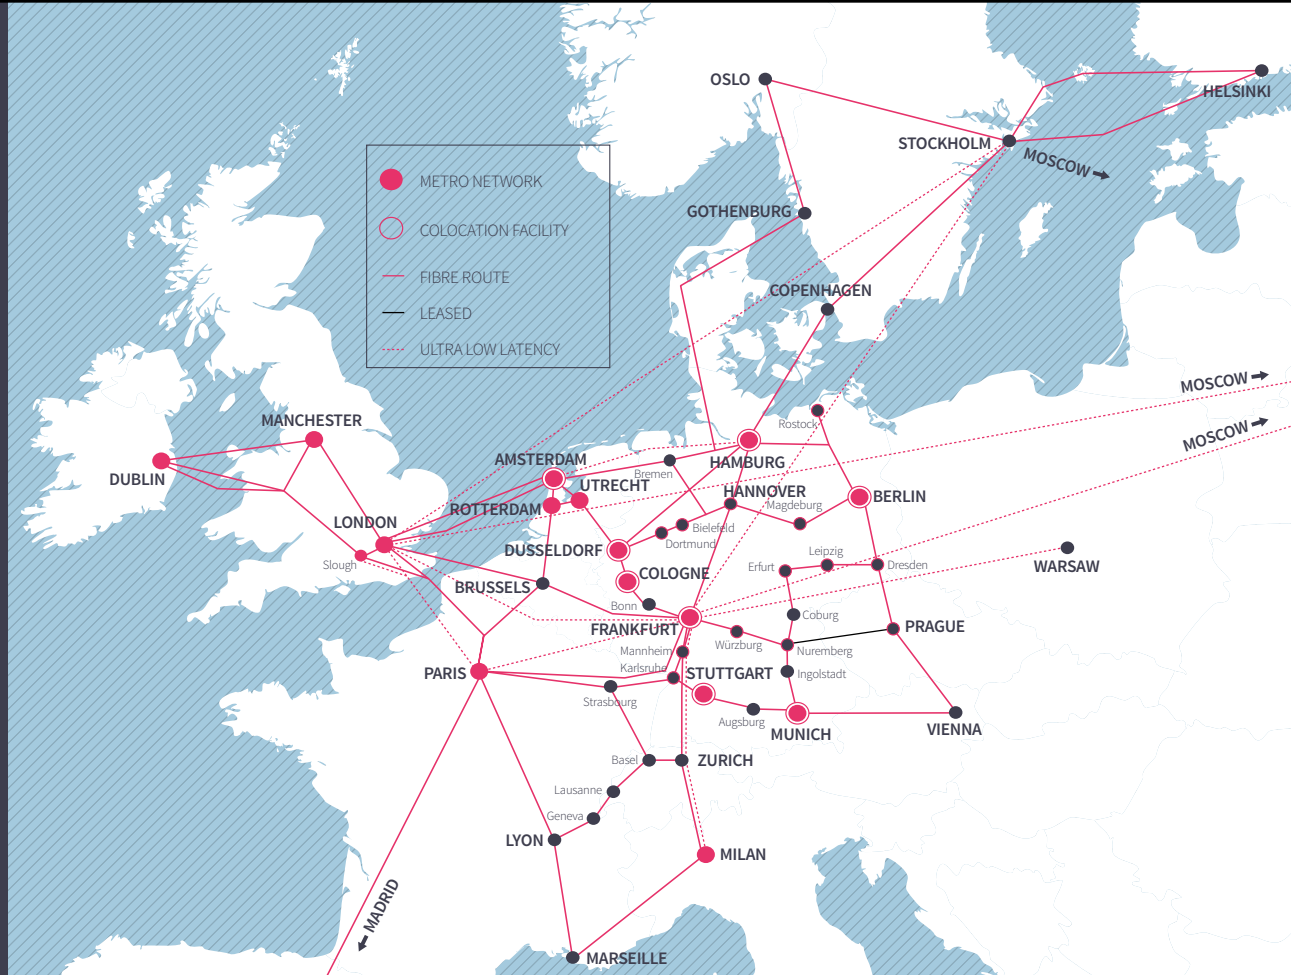 OSLO
HELSINKI
STOCKHOLM
MOSCOW
METRO NETWORK
COLOCATION FACILITY
FIBRE ROUTE
LEASED
ULTRA LOW LATENCY
GOTHENBURG
COPENHAGEN
MOSCOW
MOSCOW
MANCHESTER
Rostock
DUBLIN
AMSTERDAM
HAMBURG
Bremen
UTRECHT
HANNOVER
BERLIN
ROTTERDAM
Magdeburg
LONDON
Bielefeld
Dortmund
DUSSELDORF
Slough
Leipzig
Erfurt
Dresden
WARSAW
COLOGNE
BRUSSELS
Bonn
Coburg
FRANKFURT
PRAGUE
Würzburg
Mannheim
Nuremberg
Karlsruhe
PARIS
STUTTGART
Ingolstadt
Strasbourg
Augsburg
MUNICH
VIENNA
Basel
ZURICH
Lausanne
Geneva
LYON
MILAN
MADRID
MARSEILLE